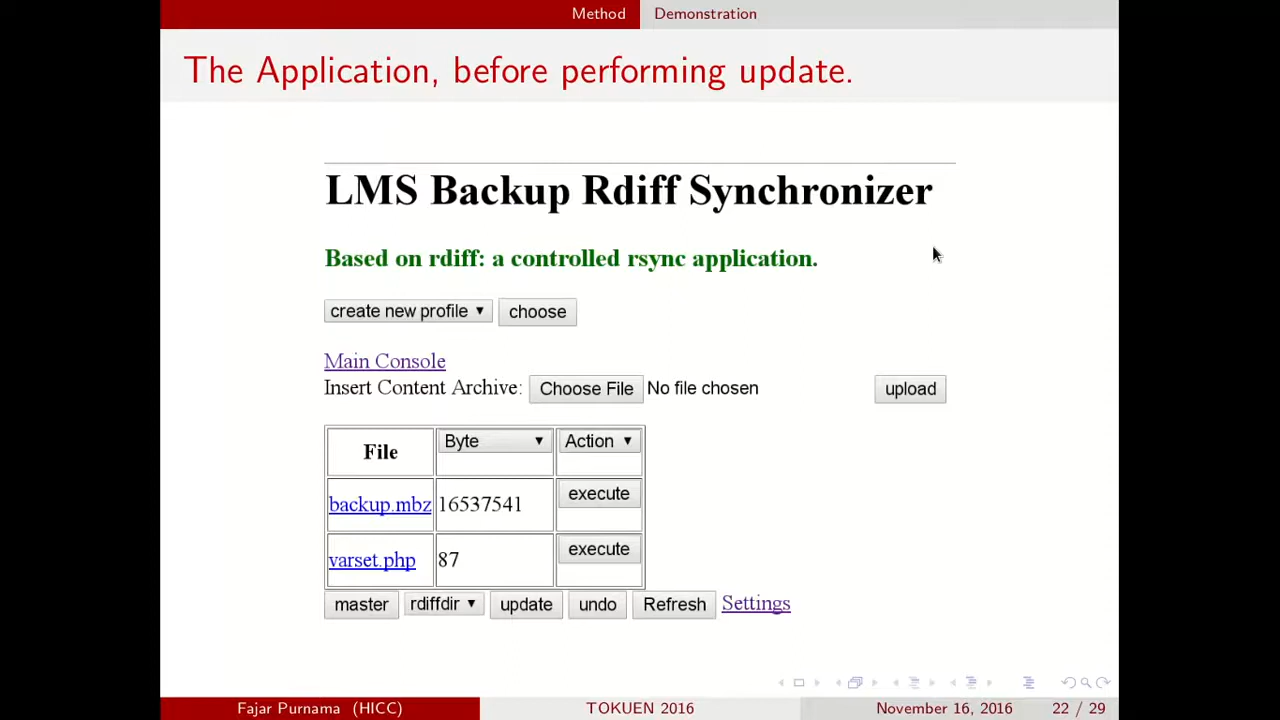 Method Demonstration
The Application, before performing update.
LMS Backup Rdiff Synchronizer
Based on rdiff: a controlled rsync application.
create new profile ▼ choose
Main Console
Insert Content Archive: Choose File No file chosen upload
File Byte ▼ Action ▼
backup.mbz 16537541 execute
varset.php 87 execute
master rdiffdir ▼ update undo Refresh Settings
Fajar Purnama (HICC) TOKUEN 2016 November 16, 2016 22 / 29